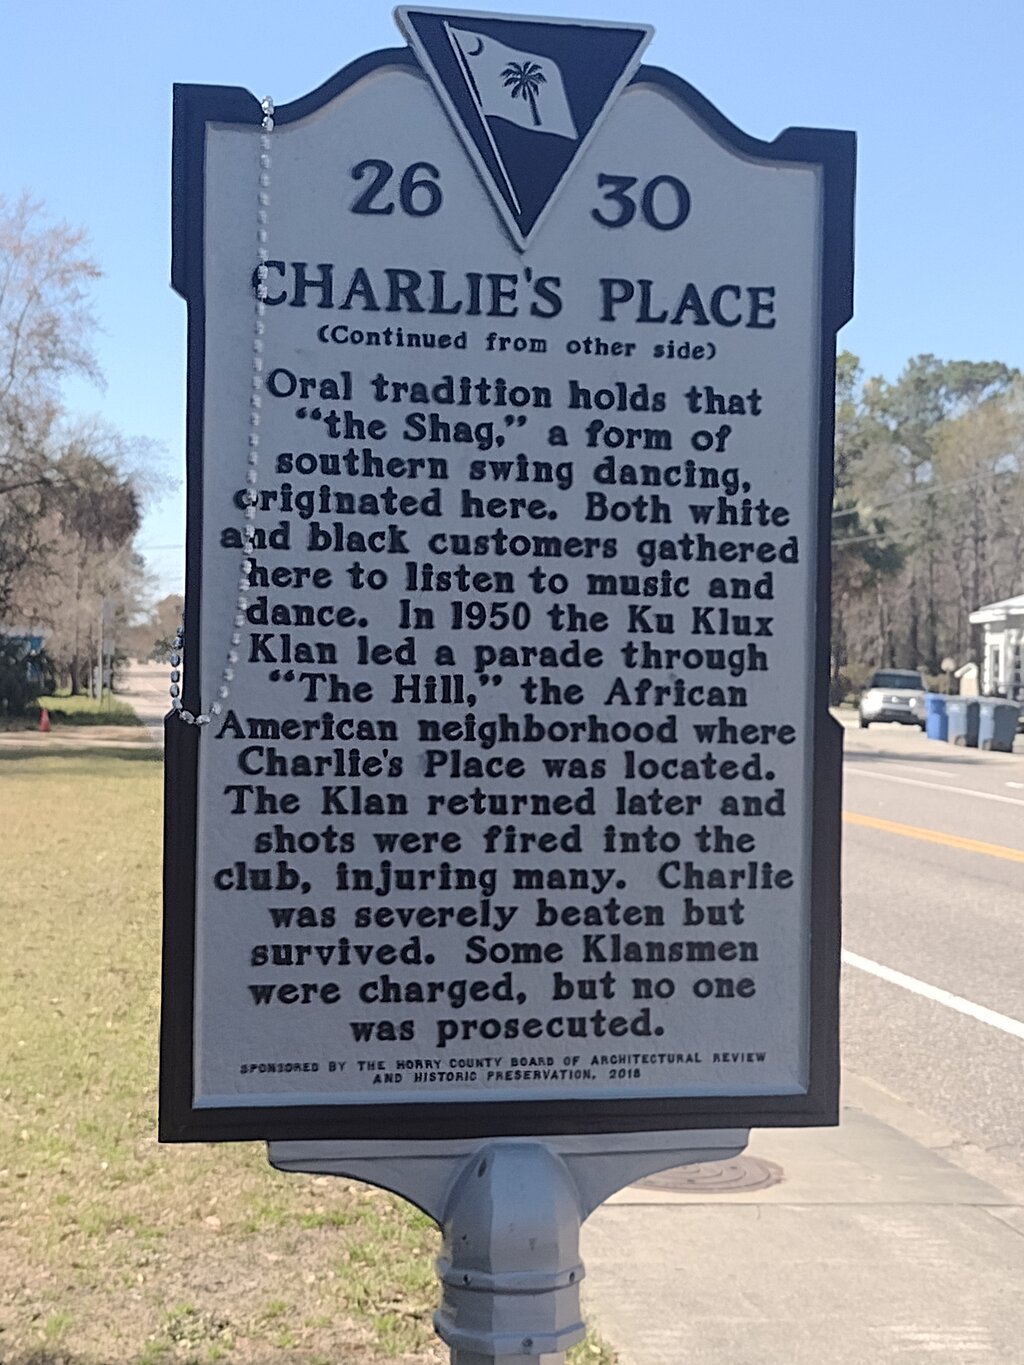 26 30
CHARLIE'S PLACE
(Continued from other side)
Oral tradition holds that
“the Shag,” a form of
southern swing dancing,
originated here. Both white
and black customers gathered
here to listen to music and
dance. In 1950 the Ku Klux
Klan led a parade through
“The Hill,” the African
American neighborhood where
Charlie's Place was located.
The Klan returned later and
shots were fired into the
club, injuring many. Charlie
was severely beaten but
survived. Some Klansmen
were charged, but no one
was prosecuted.
SPONSORED BY THE HORRY COUNTY BOARD OF ARCHITECTURAL REVIEW
AND HISTORIC PRESERVATION, 2018